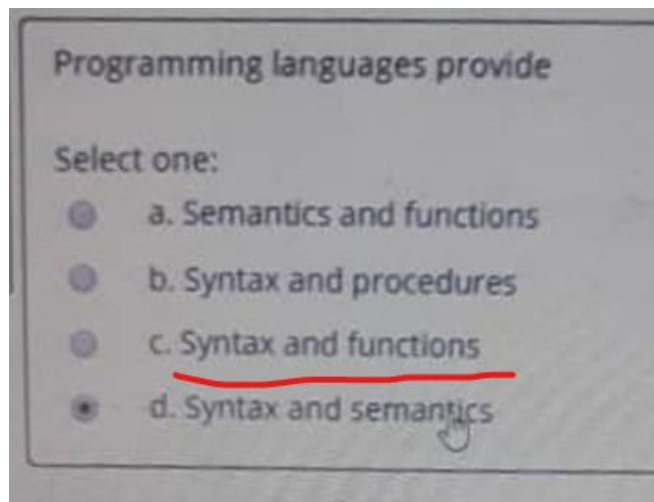 Programming languages provide
Select one:
a. Semantics and functions
b. Syntax and procedures
c. Syntax and functions
d. Syntax and semantics